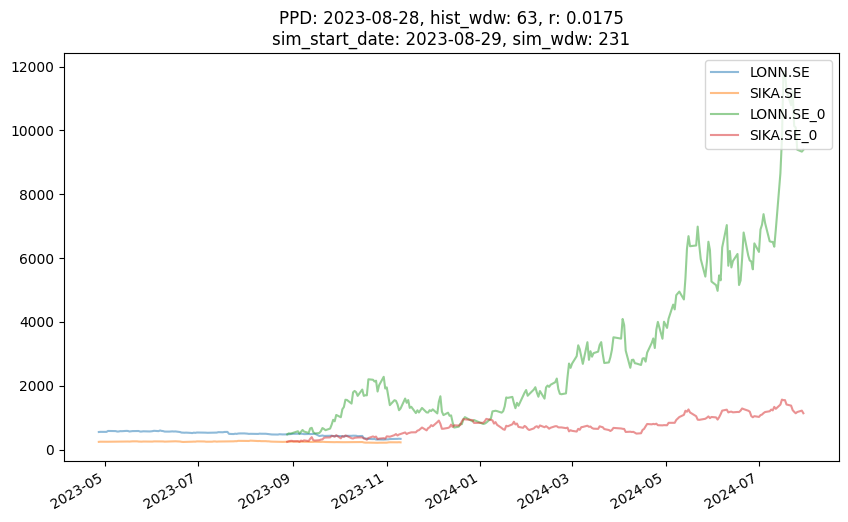 PPD: 2023-08-28, hist_wdw: 63, r: 0.0175
sim_start_date: 2023-08-29, sim_wdw: 231
12000
10000
8000
6000
4000
2000
0
LONN.SE
SIKA.SE
LONN.SE_0
SIKA.SE_0
2023-05
2023-07
2023-09
2023-11
2024-01
2024-03
2024-05
2024-07